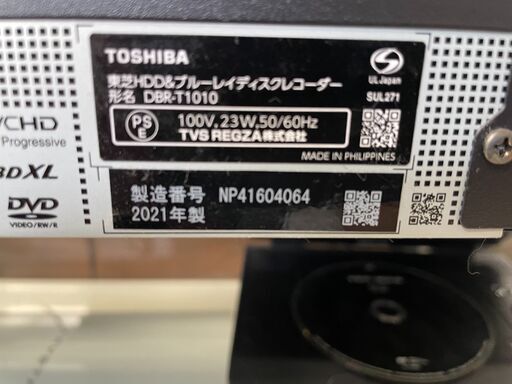 TOSHIBA
東芝HDD&ブルーレイディスクレコーダー
形名 DBR-T1010
PS
E
100V, 23W, 50/60Hz
TVS REGZA株式会社
UL Japan
SUL271
MADE IN PHILIPPINES
製造番号 NP41604064
2021年製
VCHD
Progressive
BDXL
DVD
VIDEO/RW/R